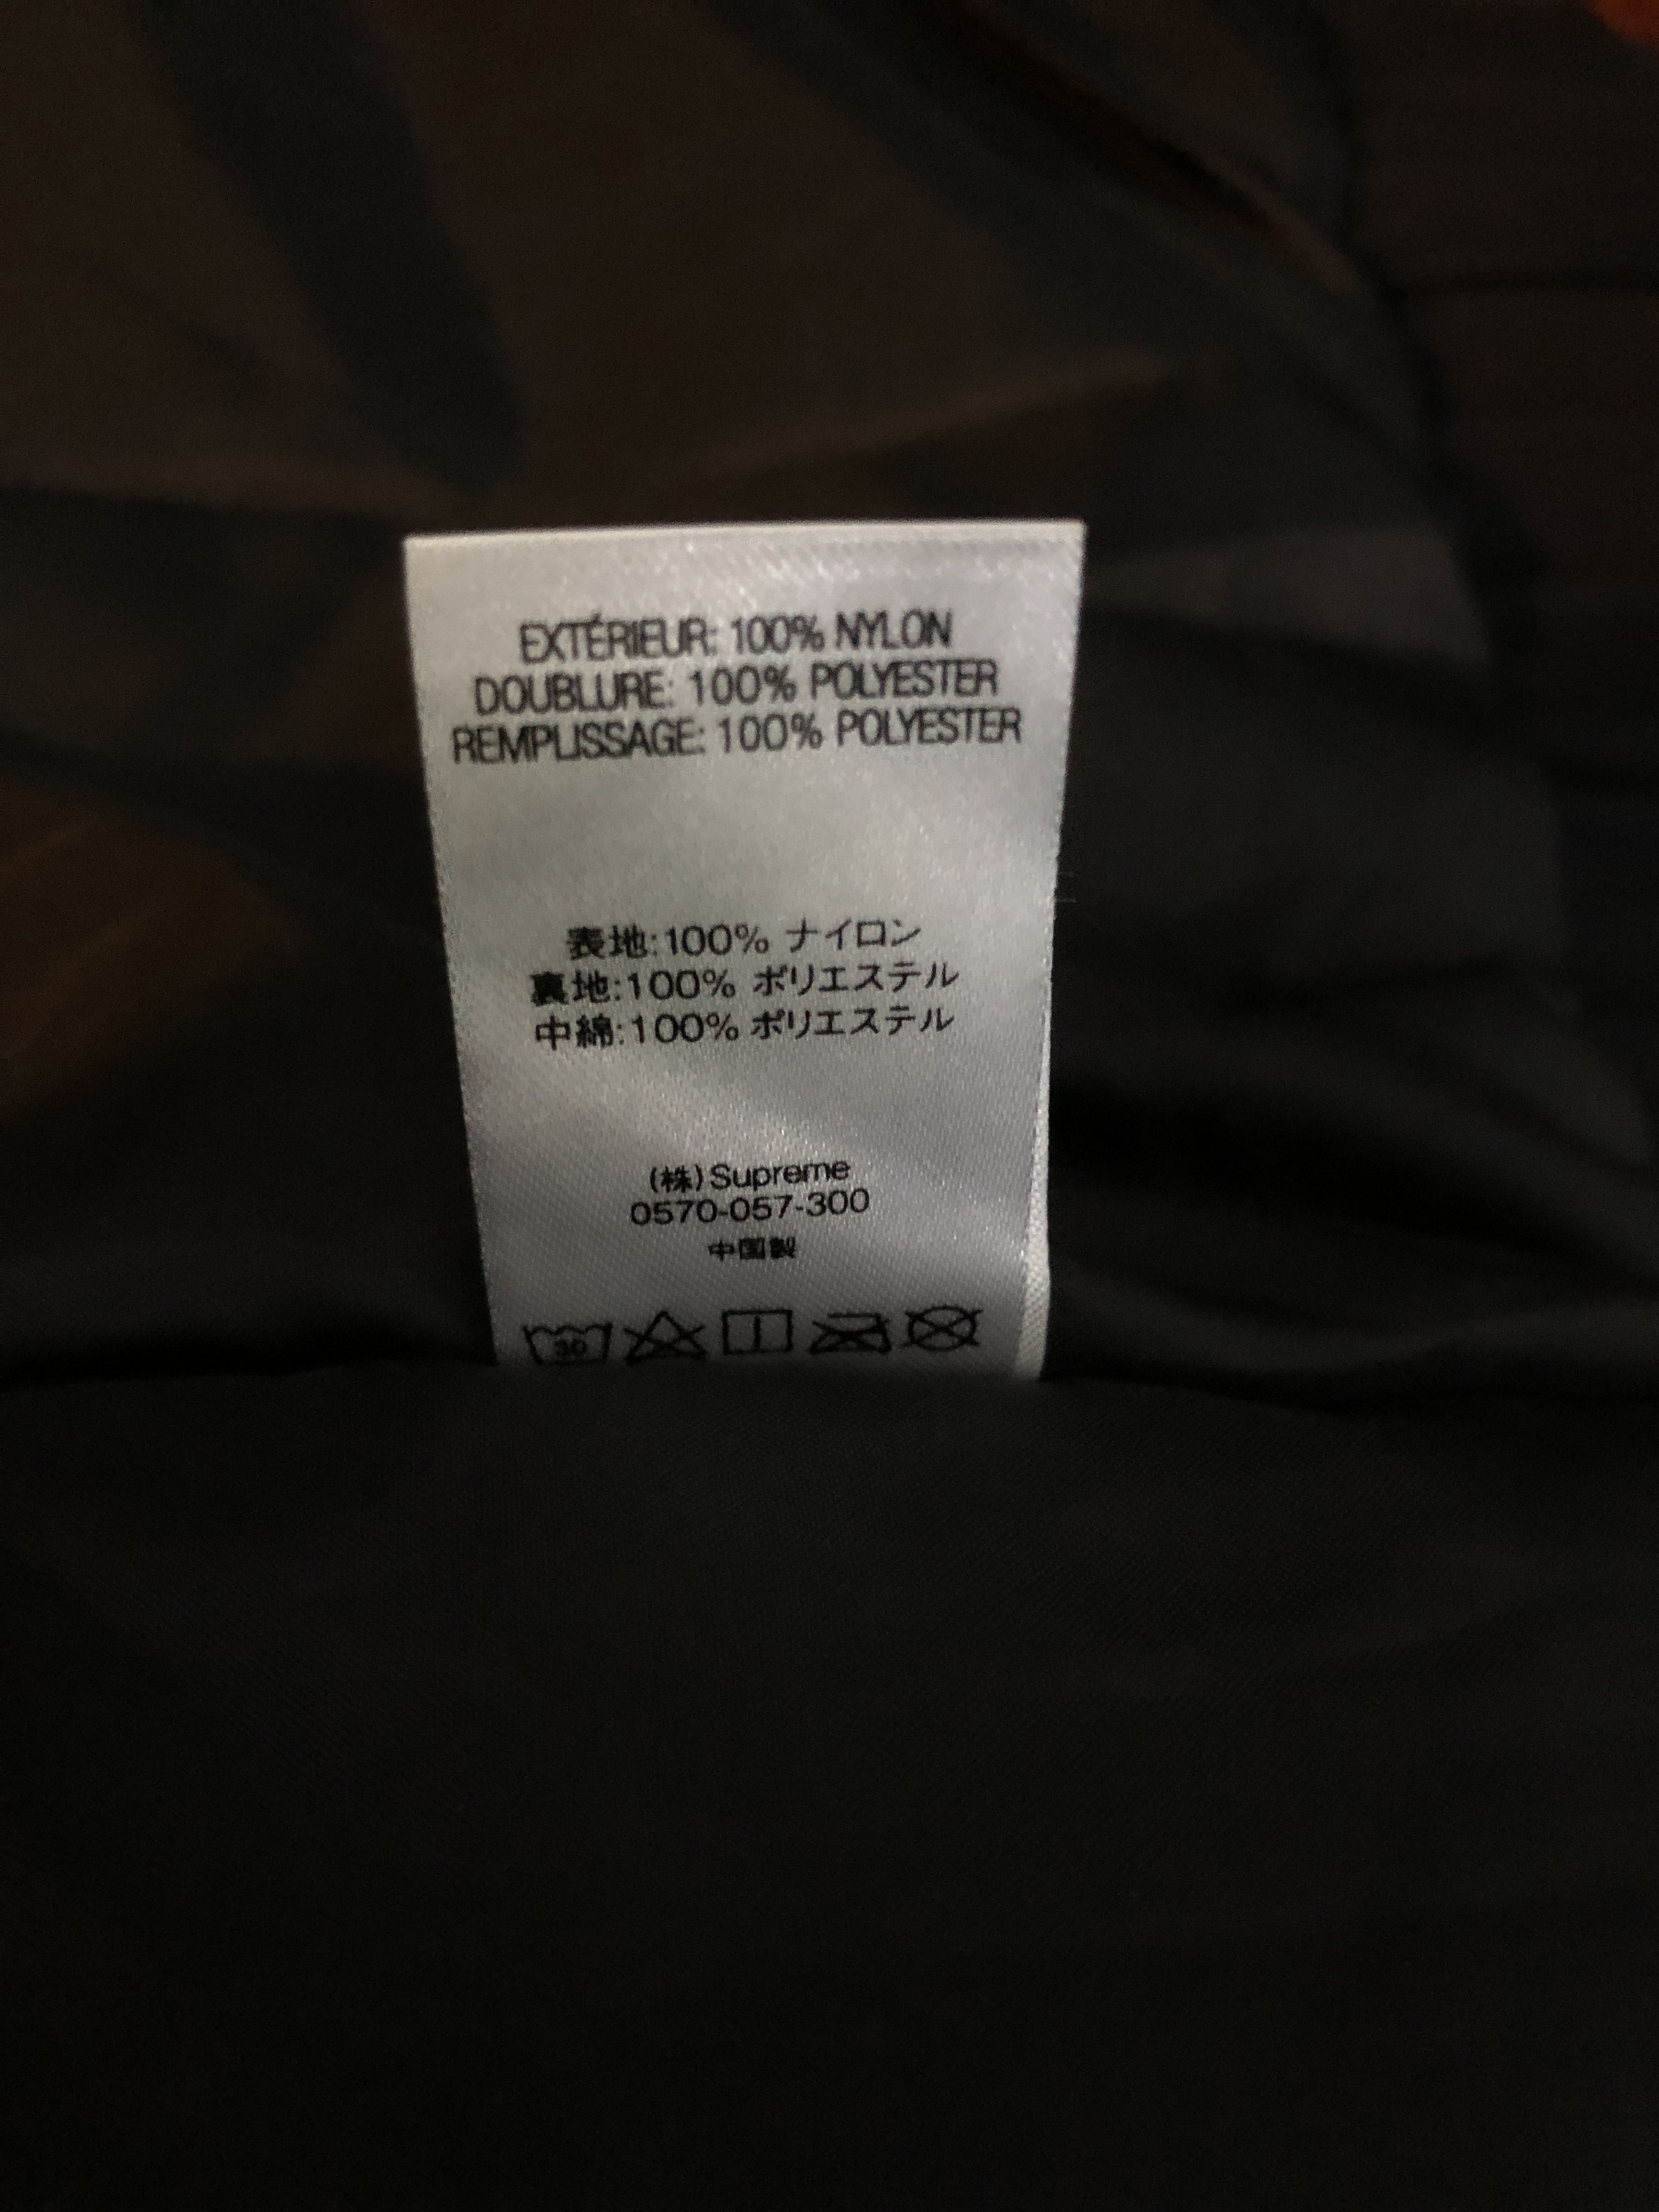 EXTÉRIEUR: 100% NYLON
DOUBLURE: 100% POLYESTER
REMPLISSAGE: 100% POLYESTER
表地:100% ナイロン
裏地:100% ポリエステル
中綿:100% ポリエステル
(株)Supreme
0570-057-300
中国製
30